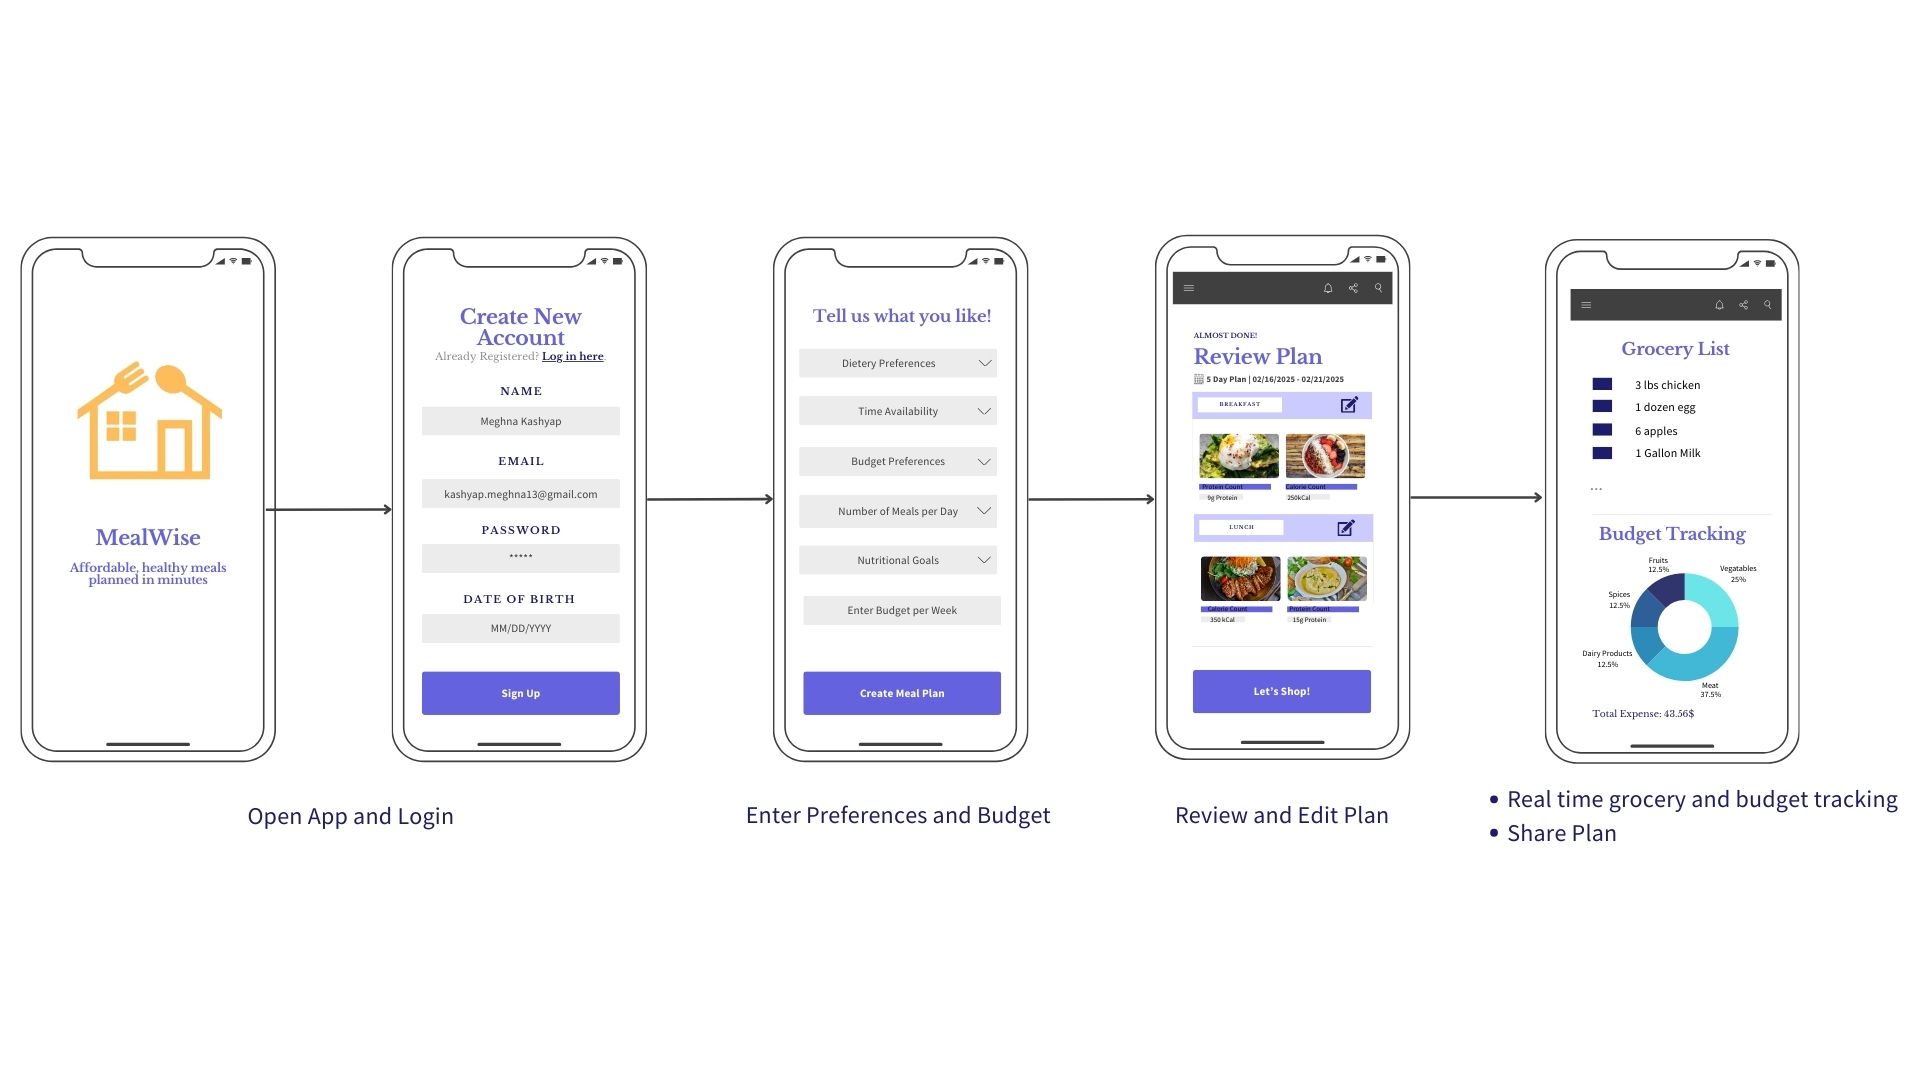 MealWise
Affordable, healthy meals
planned in minutes
Create New
Account
Already Registered? Log in here.
NAME
Meghna Kashyap
EMAIL
kashyap.meghna13@gmail.com
PASSWORD
*****
DATE OF BIRTH
MM/DD/YYYY
Sign Up
Open App and Login
Tell us what you like!
Dietery Preferences
Time Availability
Budget Preferences
Number of Meals per Day
Nutritional Goals
Enter Budget per Week
Create Meal Plan
Enter Preferences and Budget
ALMOST DONE!
Review Plan
5 Day Plan | 02/16/2025 - 02/21/2025
BREAKFAST
Protein Count
9g Protein
Calorie Count
250kCal
LUNCH
Calorie Count
350 kCal
Protein Count
15g Protein
Let's Shop!
Review and Edit Plan
Grocery List
3 lbs chicken
1 dozen egg
6 apples
1 Gallon Milk
...
Budget Tracking
Fruits
12.5%
Vegatables
25%
Spices
12.5%
Dairy Products
12.5%
Meat
37.5%
Total Expense: 43.56$
• Real time grocery and budget tracking
• Share Plan